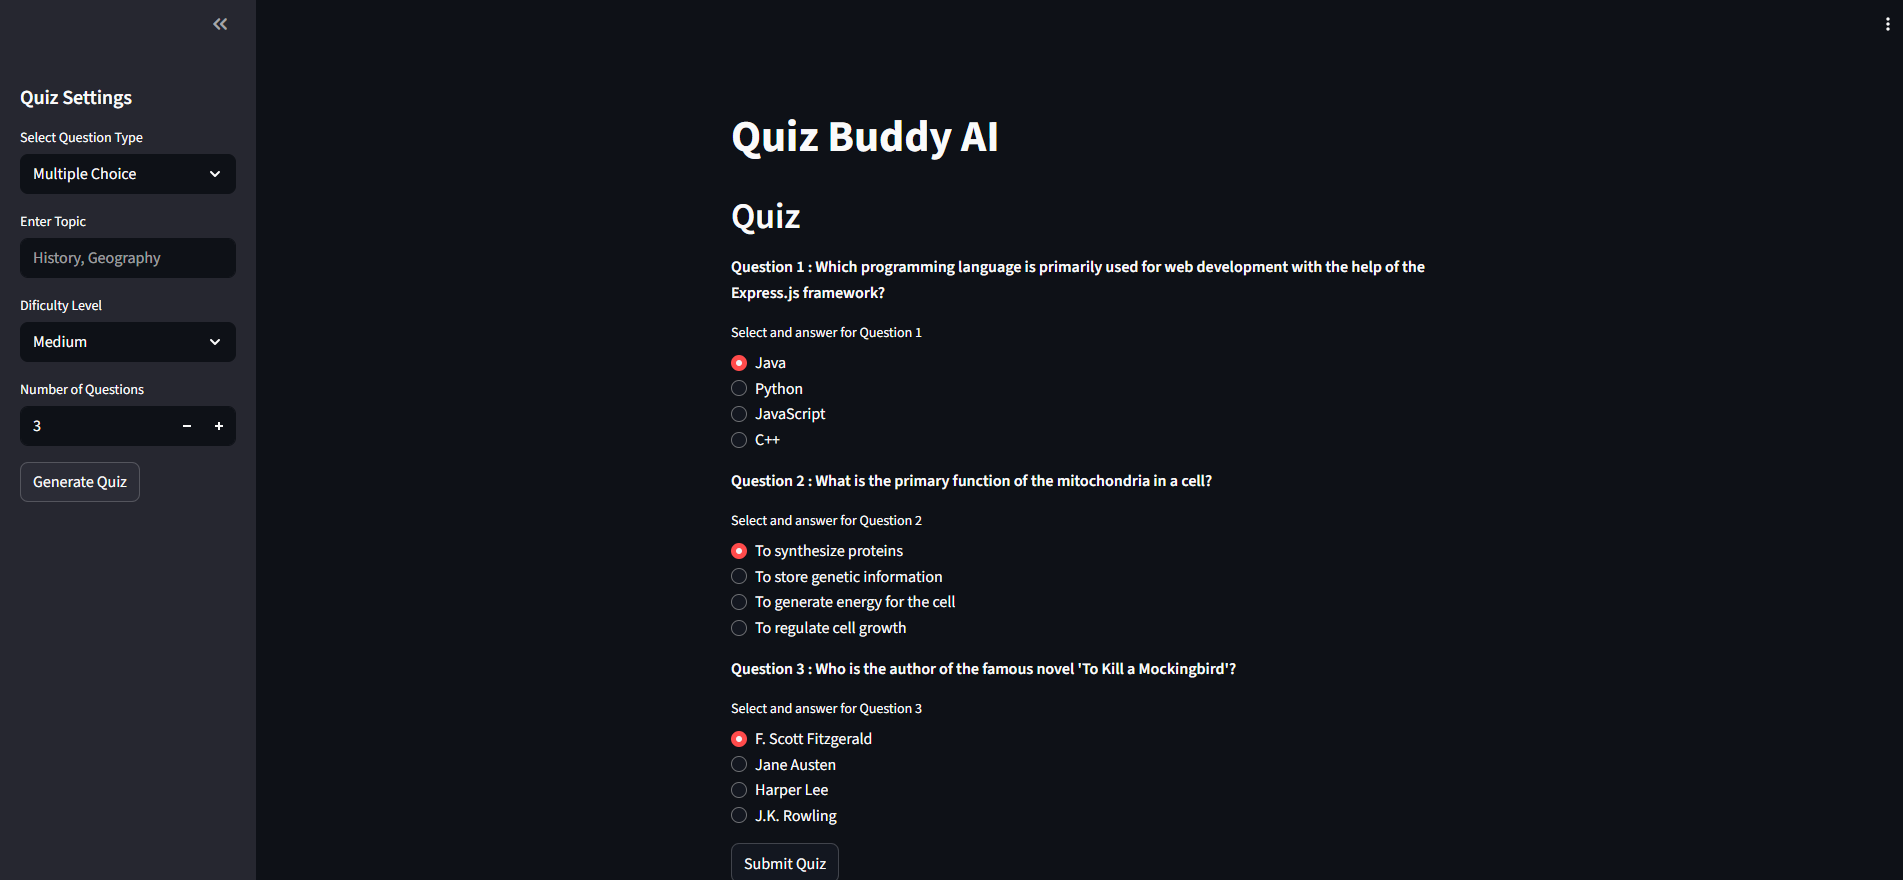 Quiz Settings
Select Question Type
Multiple Choice
Enter Topic
History, Geography
Dificulty Level
Medium
Number of Questions
3
Generate Quiz
Quiz Buddy AI
Quiz
Question 1 : Which programming language is primarily used for web development with the help of the
Express.js framework?
Select and answer for Question 1
Java
Python
JavaScript
C++
Question 2 : What is the primary function of the mitochondria in a cell?
Select and answer for Question 2
To synthesize proteins
To store genetic information
To generate energy for the cell
To regulate cell growth
Question 3 : Who is the author of the famous novel 'To Kill a Mockingbird'?
Select and answer for Question 3
F. Scott Fitzgerald
Jane Austen
Harper Lee
J.K. Rowling
Submit Quiz